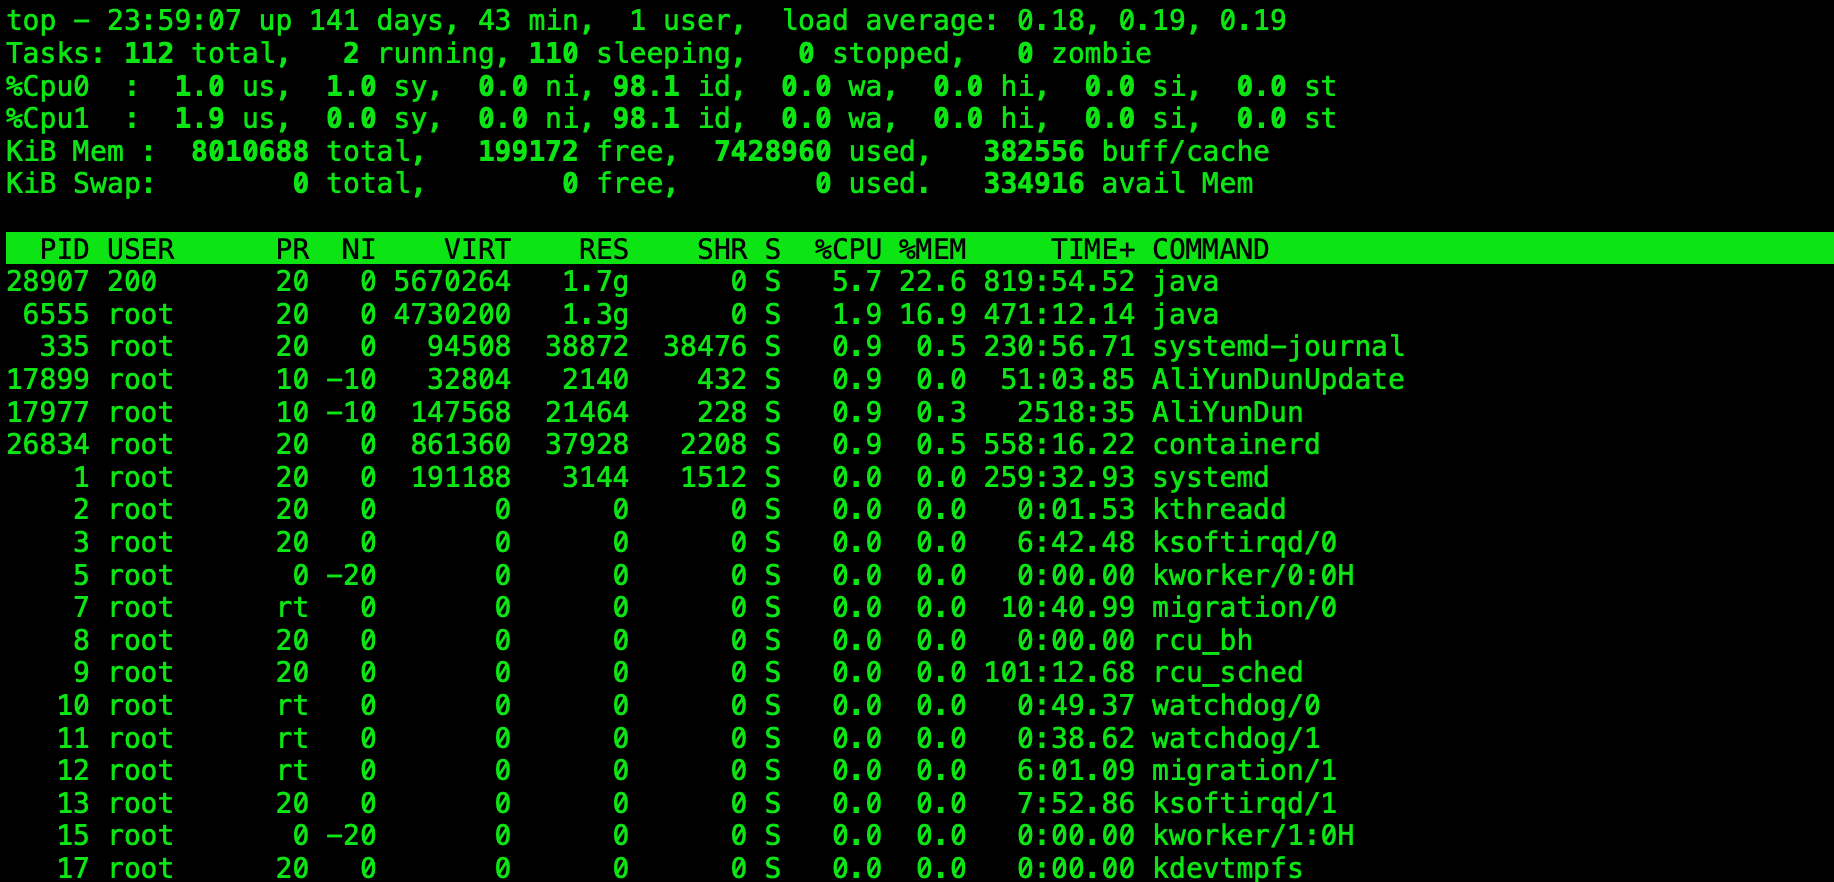 top - 23:59:07 up 141 days, 43 min,  1 user,  load average: 0.18, 0.19, 0.19
Tasks: 112 total,   2 running, 110 sleeping,   0 stopped,   0 zombie
%Cpu0  :  1.0 us,  1.0 sy,  0.0 ni, 98.1 id,  0.0 wa,  0.0 hi,  0.0 si,  0.0 st
%Cpu1  :  1.9 us,  0.0 sy,  0.0 ni, 98.1 id,  0.0 wa,  0.0 hi,  0.0 si,  0.0 st
KiB Mem :  8010688 total,   199172 free,  7428960 used,   382556 buff/cache
KiB Swap:        0 total,        0 free,        0 used.   334916 avail Mem
  PID USER      PR  NI    VIRT    RES    SHR S  %CPU %MEM     TIME+ COMMAND
28907 200       20   0 5670264   1.7g      0 S   5.7 22.6 819:54.52 java
 6555 root      20   0 4730200   1.3g      0 S   1.9 16.9 471:12.14 java
  335 root      20   0   94508  38872  38476 S   0.9  0.5 230:56.71 systemd-journal
17899 root      10 -10   32804   2140    432 S   0.9  0.0  51:03.85 AliYunDunUpdate
17977 root      10 -10  147568  21464    228 S   0.9  0.3   2518:35 AliYunDun
26834 root      20   0  861360  37928   2208 S   0.9  0.5 558:16.22 containerd
    1 root      20   0  191188   3144   1512 S   0.0  0.0 259:32.93 systemd
    2 root      20   0       0      0      0 S   0.0  0.0   0:01.53 kthreadd
    3 root      20   0       0      0      0 S   0.0  0.0   6:42.48 ksoftirqd/0
    5 root       0 -20       0      0      0 S   0.0  0.0   0:00.00 kworker/0:0H
    7 root      rt   0       0      0      0 S   0.0  0.0  10:40.99 migration/0
    8 root      20   0       0      0      0 S   0.0  0.0   0:00.00 rcu_bh
    9 root      20   0       0      0      0 S   0.0  0.0 101:12.68 rcu_sched
   10 root      rt   0       0      0      0 S   0.0  0.0   0:49.37 watchdog/0
   11 root      rt   0       0      0      0 S   0.0  0.0   0:38.62 watchdog/1
   12 root      rt   0       0      0      0 S   0.0  0.0   6:01.09 migration/1
   13 root      20   0       0      0      0 S   0.0  0.0   7:52.86 ksoftirqd/1
   15 root       0 -20       0      0      0 S   0.0  0.0   0:00.00 kworker/1:0H
   17 root      20   0       0      0      0 S   0.0  0.0   0:00.00 kdevtmpfs